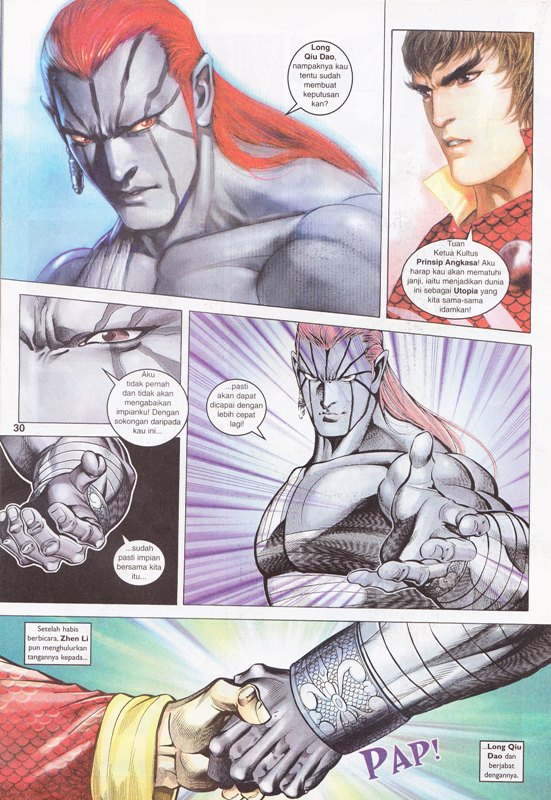 Long
Qiu Dao,
nampaknya kau
tentu sudah
membuat
keputusan
kan?
Tuan
Ketua Kultus
Prinsip Angkasa! Aku
harap kau akan mematuhi
janji, iaitu menjadikan dunia
ini sebagai Utopia yang
kita sama-sama
idamkan!
Aku
tidak pernah
dan tidak akan
mengabaikan
impianku! Dengan
sokongan daripada
kau ini...
30
...sudah
pasti impian
bersama kita
itu...
...pasti
akan dapat
dicapai dengan
lebih cepat
lagi!
Setelah habis
berbicara, Zhen Li
pun menghulurkan
tangannya kepada...
PAP!
...Long Qiu
Dao dan
berjabat
dengannya.